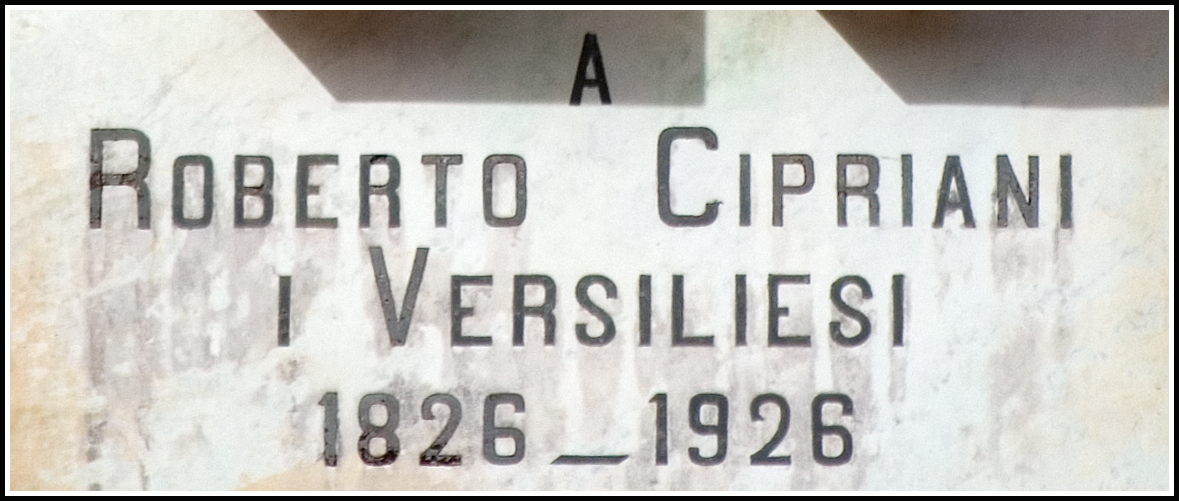 A
ROBERTO CIPRIANI
I VERSILIESI
1826_1926